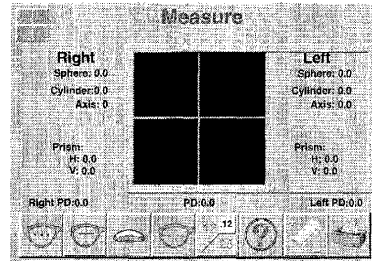 Measure
Right
Sphere: 0.0
Cylinder:0.0
Axis: 0
Prism:
H: 0.0
V: 0.0
Left
Sphere: 0.0
Cylinder: 0.0
Axis: 0
Prism:
H: 0.0
V: 0.0
Right PD:0.0
PD:0.0
Left PD:0.0
12
?